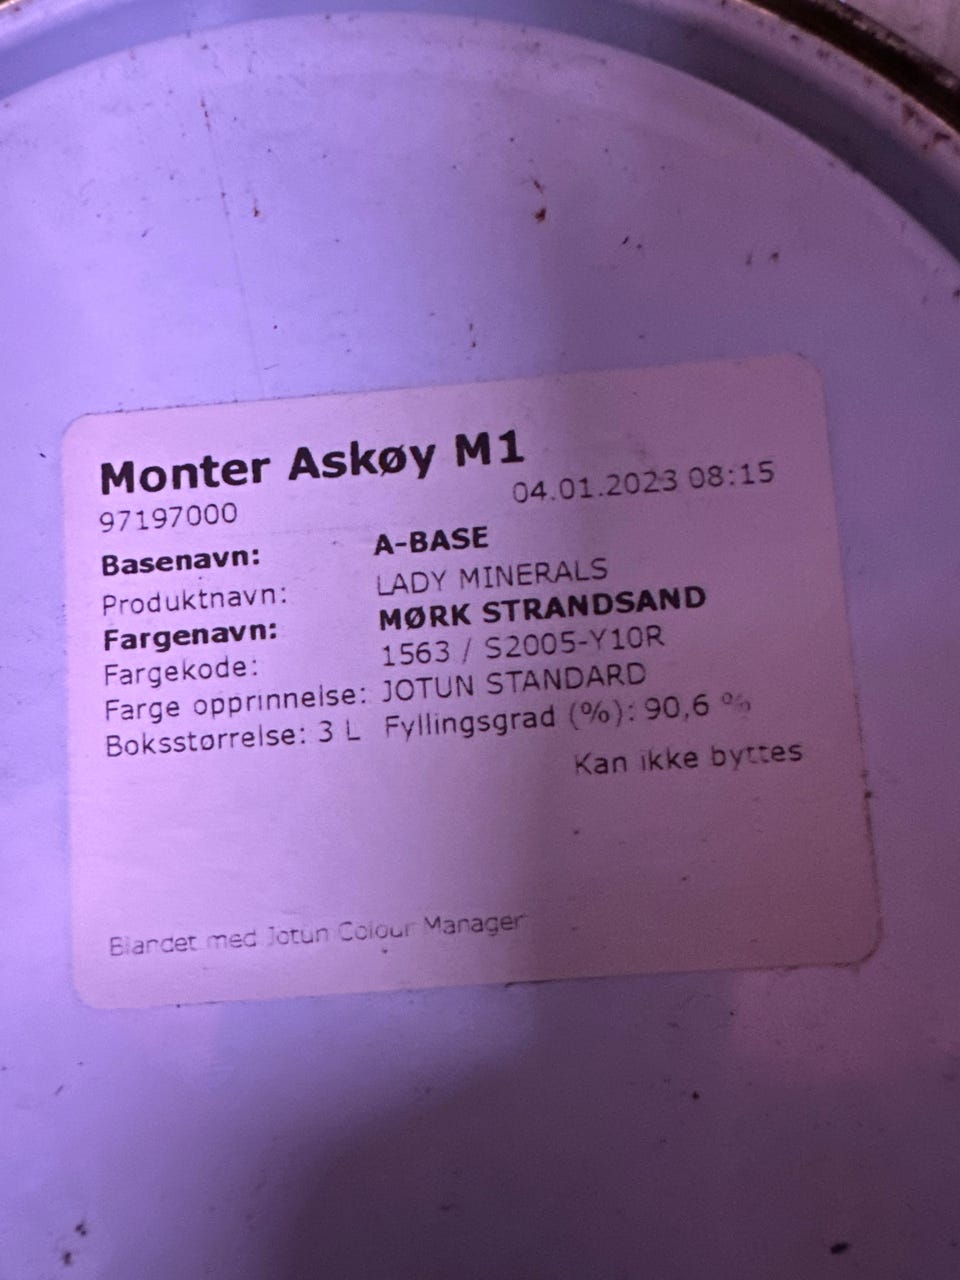 Monter Askøy M1
97197000 04.01.2023 08:15
Basenavn: A-BASE
Produktnavn: LADY MINERALS
Fargenavn: MØRK STRANDSAND
Fargekode: 1563 / S2005-Y10R
Farge opprinnelse: JOTUN STANDARD
Boksstørrelse: 3 L Fyllingsgrad (%): 90,6 %
Kan ikke byttes
Blandet med Jotun Colour Manager